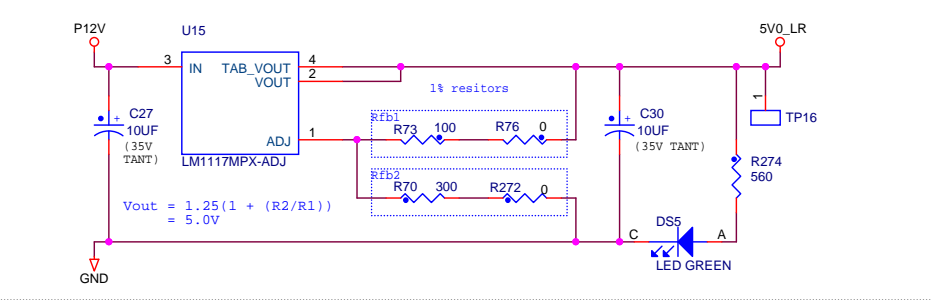 P12V
U15
5V0_LR
3
IN
TAB_VOUT
4
VOUT
2
1% resitors
1
TP16
C27
10UF
(35V
TANT)
ADJ
1
LM1117MPX-ADJ
Rfb1
R73
100
R76
0
C30
10UF
(35V TANT)
Rfb2
R70
300
R272
0
R274
560
Vout = 1.25(1 + (R2/R1))
= 5.0V
DS5
C
A
LED GREEN
GND